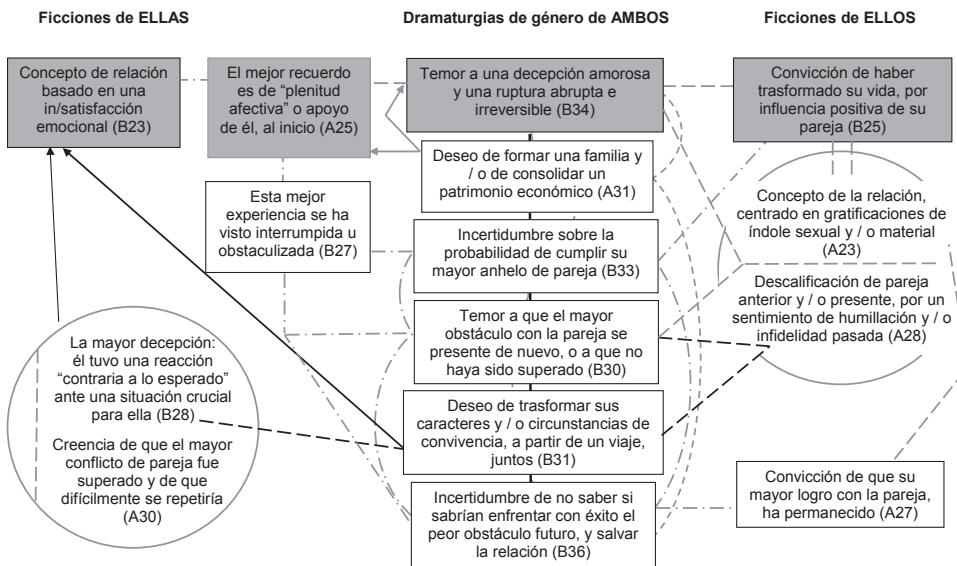 Ficciones de ELLAS
Dramaturgias de género de AMBOS
Ficciones de ELLOS
Concepto de relación
basado en una
in/satisfacción
emocional (B23)
El mejor recuerdo
es de “plenitud
afectiva” o apoyo
de él, al inicio (A25)
Temor a una decepción amorosa
y una ruptura abrupta e
irreversible (B34)
Convicción de haber
trasformado su vida, por
influencia positiva de su
pareja (B25)
Esta mejor
experiencia se ha
visto interrumpida u
obstaculizada (B27)
Deseo de formar una familia y
/ o de consolidar un
patrimonio económico (A31)
Incertidumbre sobre la
probabilidad de cumplir su
mayor anhelo de pareja (B33)
Temor a que el mayor
obstáculo con la pareja se
presente de nuevo, o a que no
haya sido superado (B30)
Deseo de trasformar sus
caracteres y / o circunstancias de
convivencia, a partir de un viaje,
juntos (B31)
Incertidumbre de no saber si
sabrían enfrentar con éxito el
peor obstáculo futuro, y salvar
la relación (B36)
Concepto de la relación,
centrado en gratificaciones de
índole sexual y / o material
(A23)
Descalificación de pareja
anterior y / o presente, por un
sentimiento de humillación y / o
infidelidad pasada (A28)
La mayor decepción:
él tuvo una reacción
“contraria a lo esperado”
ante una situación crucial
para ella (B28)
Creencia de que el mayor
conflicto de pareja fue
superado y de que
difícilmente se repetiría
(A30)
Convicción de que su
mayor logro con la pareja,
ha permanecido (A27)